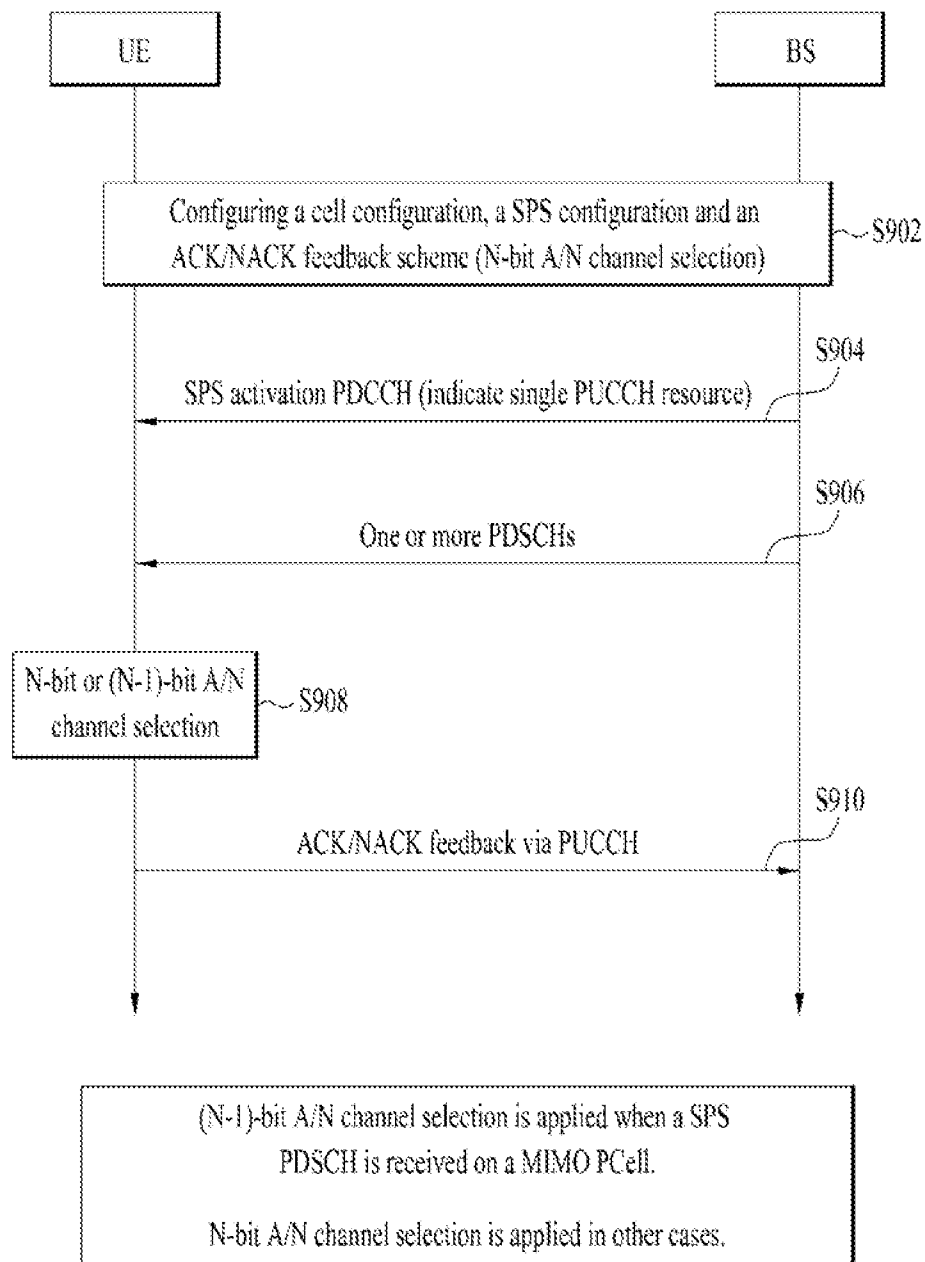 UE
BS
Configuring a cell configuration, a SPS configuration and an
ACK/NACK feedback scheme (N-bit A/N channel selection)
S902
S904
SPS activation PDCCH (indicate single PUCCH resource)
S906
One or more PDSCHs
N-bit or (N-1)-bit A/N
channel selection
S908
S910
ACK/NACK feedback via PUCCH
(N-1)-bit A/N channel selection is applied when a SPS
PDSCH is received on a MIMO PCell.
N-bit A/N channel selection is applied in other cases.